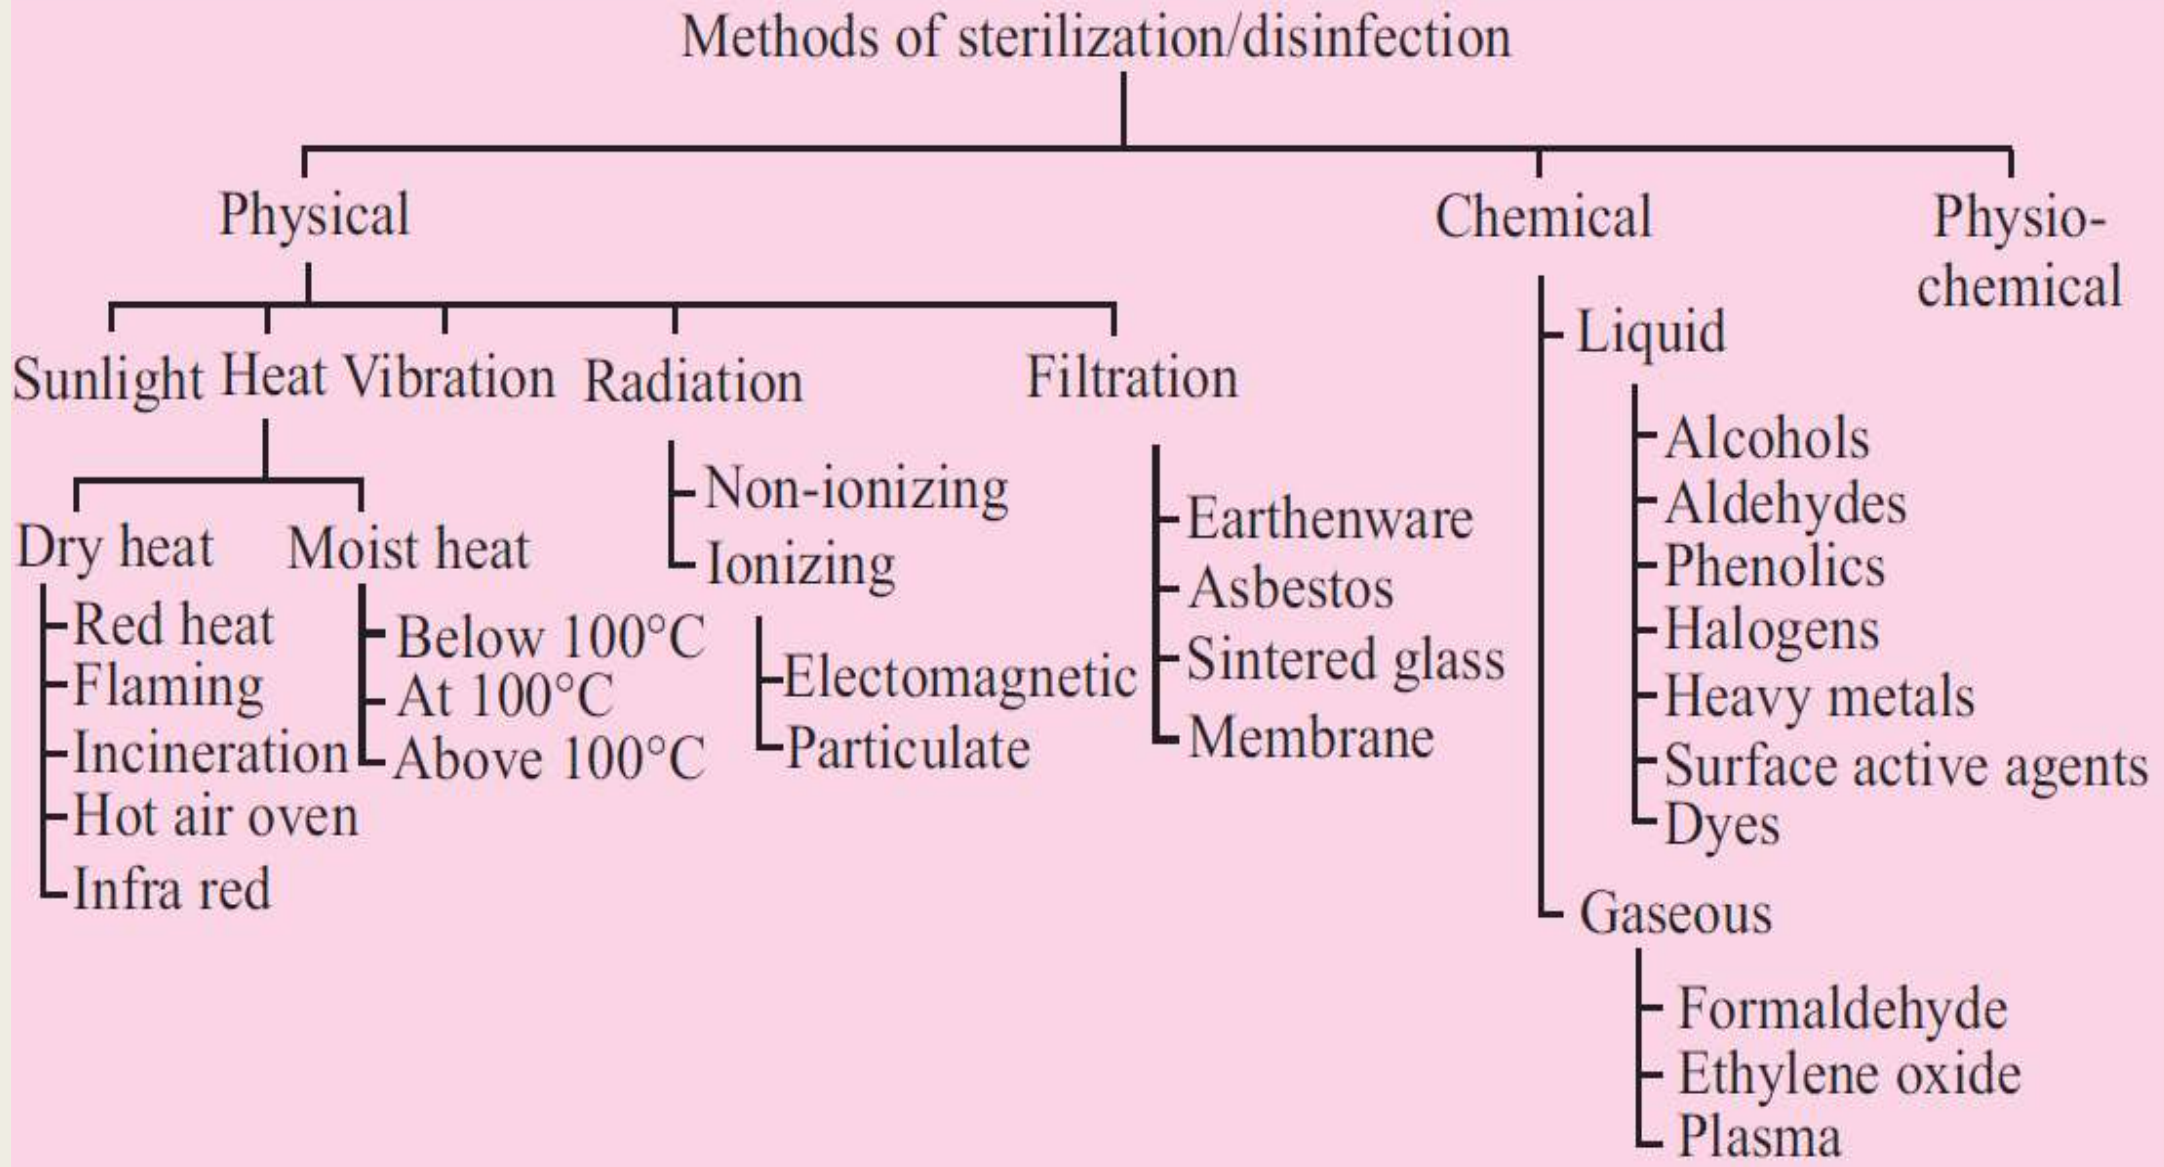 Methods of sterilization/disinfection
Physical
Chemical
Physio-
chemical
Sunlight
Heat
Vibration
Radiation
Filtration
Dry heat
Red heat
Flaming
Incineration
Hot air oven
Infra red
Moist heat
Below 100°C
At 100°C
Above 100°C
Non-ionizing
Ionizing
Electomagnetic
Particulate
Earthenware
Asbestos
Sintered glass
Membrane
Liquid
Alcohols
Aldehydes
Phenolics
Halogens
Heavy metals
Surface active agents
Dyes
Gaseous
Formaldehyde
Ethylene oxide
Plasma